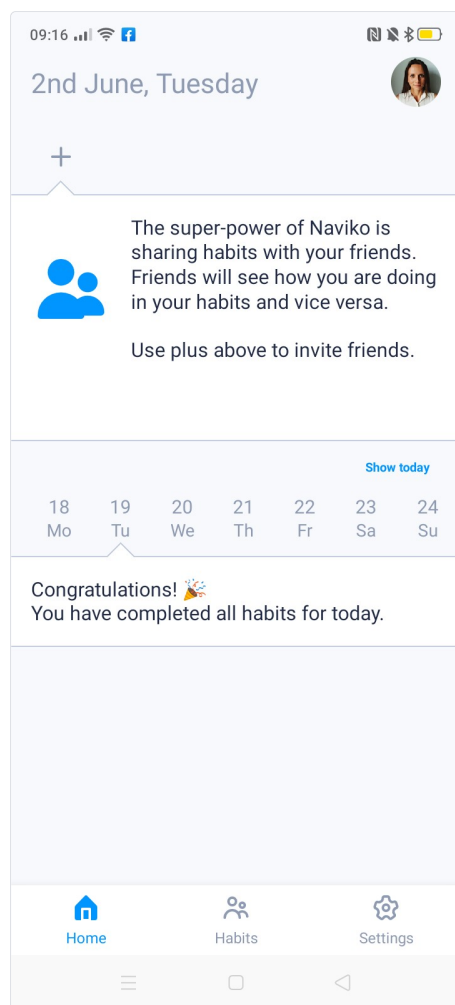 09:16
2nd June, Tuesday
+
The super-power of Naviko is
sharing habits with your friends.
Friends will see how you are doing
in your habits and vice versa.
Use plus above to invite friends.
Show today
18 19 20 21 22 23 24
Mo Tu We Th Fr Sa Su
Congratulations! 🎉
You have completed all habits for today.
Home Habits Settings